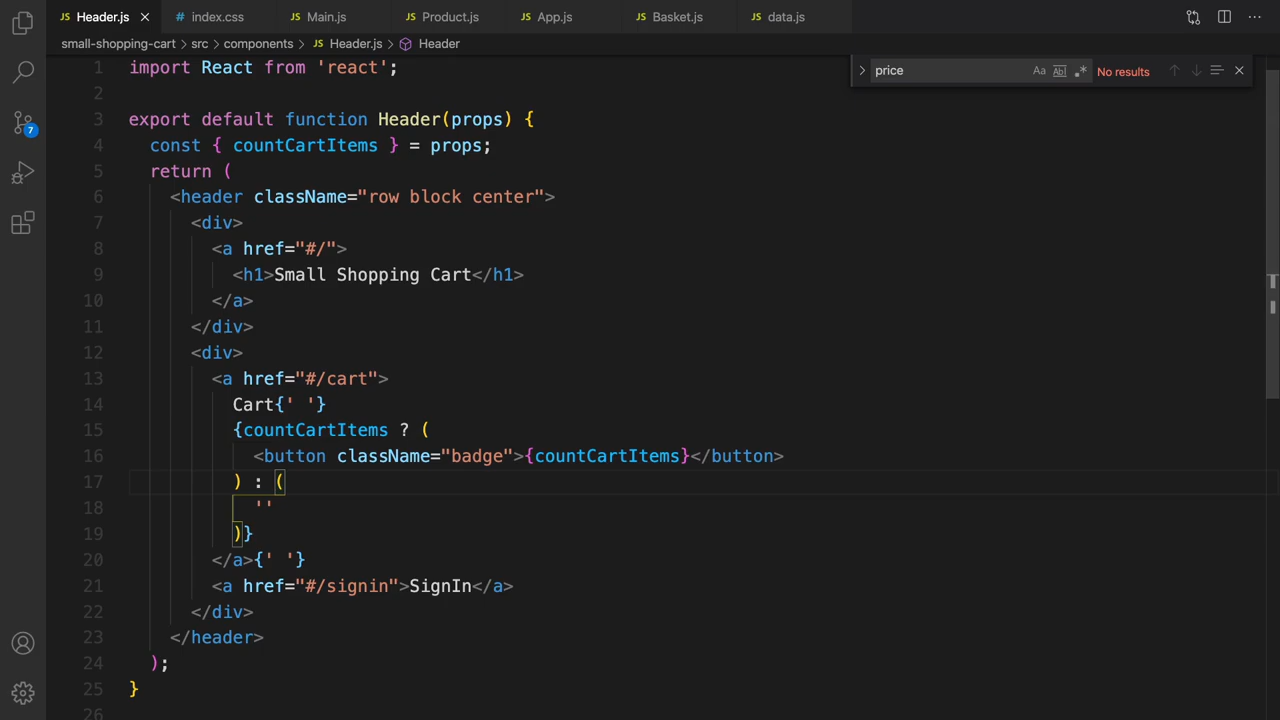 Header.js
index.css
Main.js
Product.js
App.js
Basket.js
data.js
small-shopping-cart > src > components > JS Header.js > Header
price
Aa
Abl
.*
No results
7
1 import React from 'react';
2
3 export default function Header(props) {
4 const { countCartItems } = props;
5 return (
6 <header className="row block center">
7 <div>
8 <a href="#/">
9 <h1>Small Shopping Cart</h1>
10 </a>
11 </div>
12 <div>
13 <a href="#/cart">
14 Cart{' '}
15 {countCartItems ? (
16 <button className="badge">{countCartItems}</button>
17 ) : (
18 ''
19 )}
20 </a>{' '}
21 <a href="#/signin">SignIn</a>
22 </div>
23 </header>
24 );
25 }
26